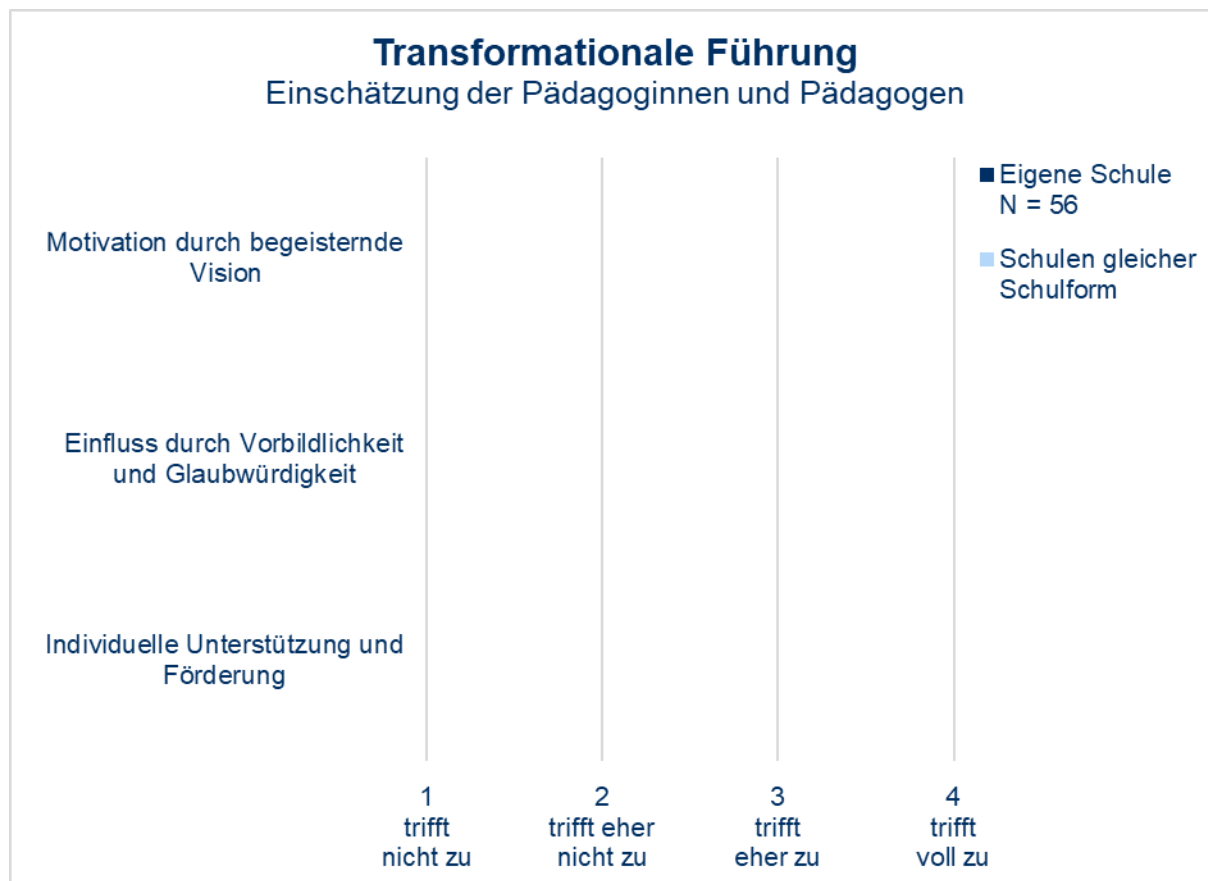 Transformationale Führung
Einschätzung der Pädagoginnen und Pädagogen
Eigene Schule
N = 56
Schulen gleicher
Schulform
Motivation durch begeisternde
Vision
Einfluss durch Vorbildlichkeit
und Glaubwürdigkeit
Individuelle Unterstützung und
Förderung
1
trifft
nicht zu
2
trifft eher
nicht zu
3
trifft
eher zu
4
trifft
voll zu